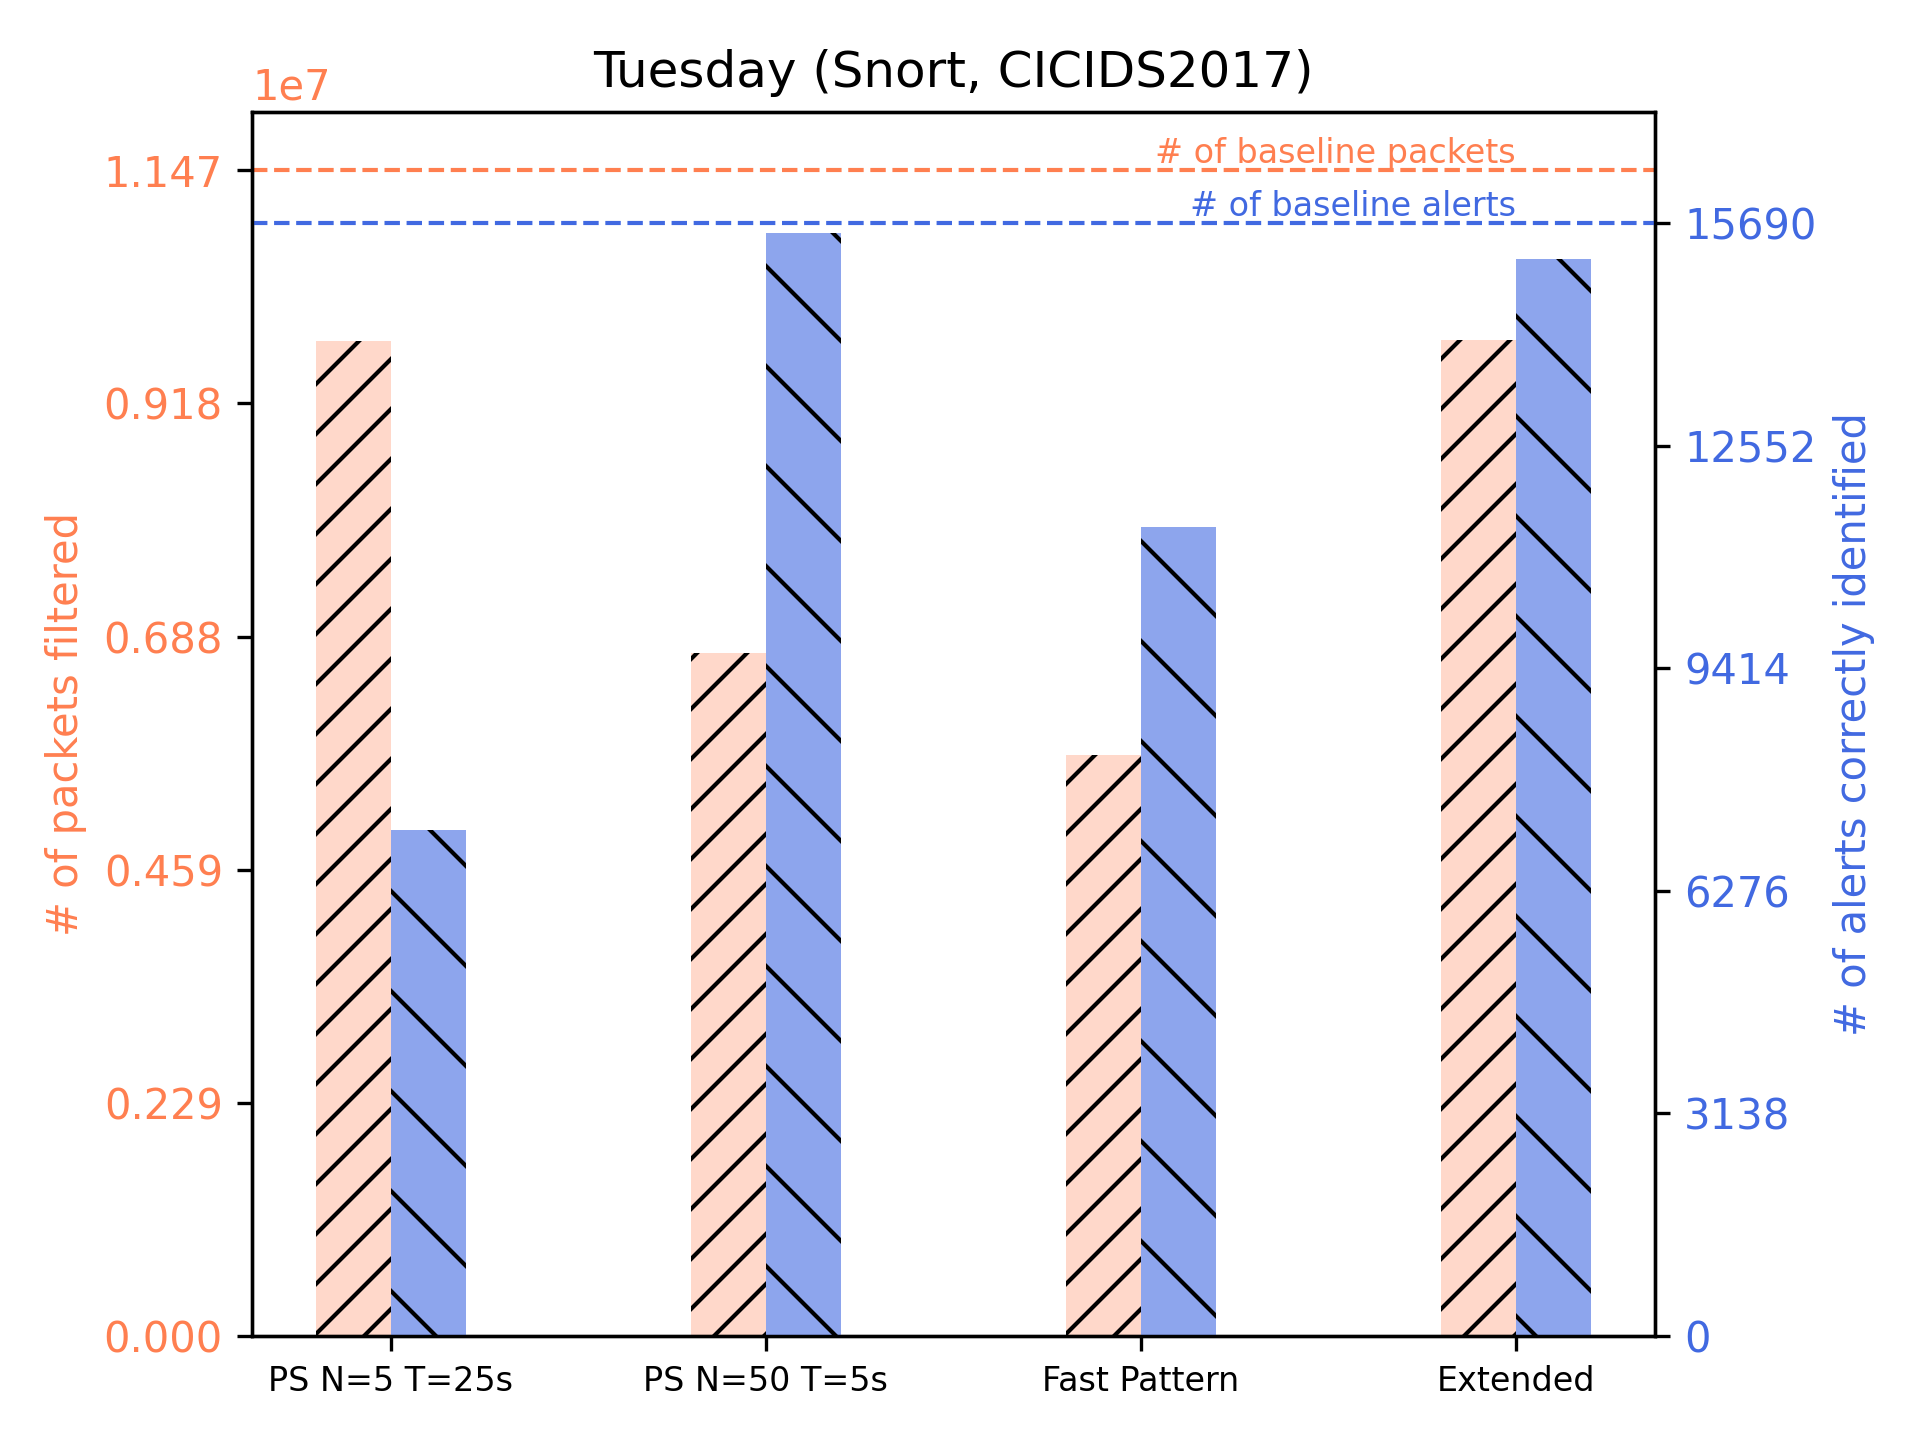 Tuesday (Snort, CICIDS2017)
1e7
# of baseline packets
1.147
# of baseline alerts
15690
0.918
12552
0.688
9414
0.459
6276
0.229
3138
0.000
0
# of packets filtered
# of alerts correctly identified
PS N=5 T=25s
PS N=50 T=5s
Fast Pattern
Extended